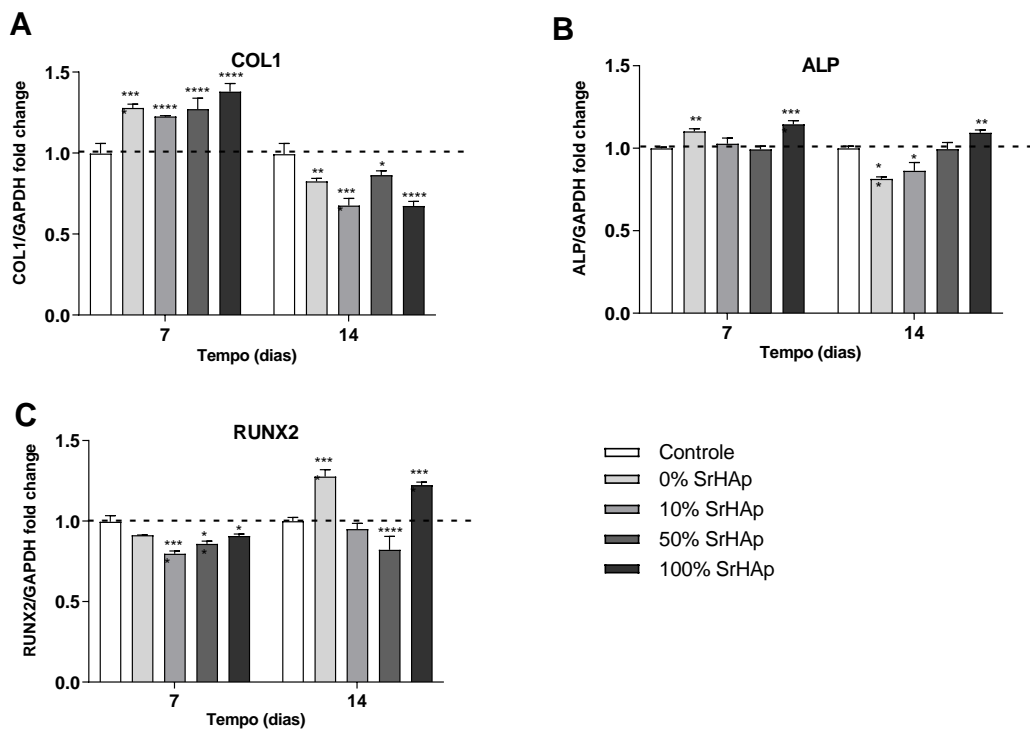 A
COL1
COL1/GAPDH fold change
1.5
1.0
0.5
0.0
*** * **** **** ****
** *** * * ****
7 14
Tempo (dias)
B
ALP
ALP/GAPDH fold change
1.5
1.0
0.5
0.0
** *** *
* * * **
7 14
Tempo (dias)
C
RUNX2
RUNX2/GAPDH fold change
1.5
1.0
0.5
0.0
*** * * * *
*** * **** *** *
7 14
Tempo (dias)
Controle
0% SrHAp
10% SrHAp
50% SrHAp
100% SrHAp